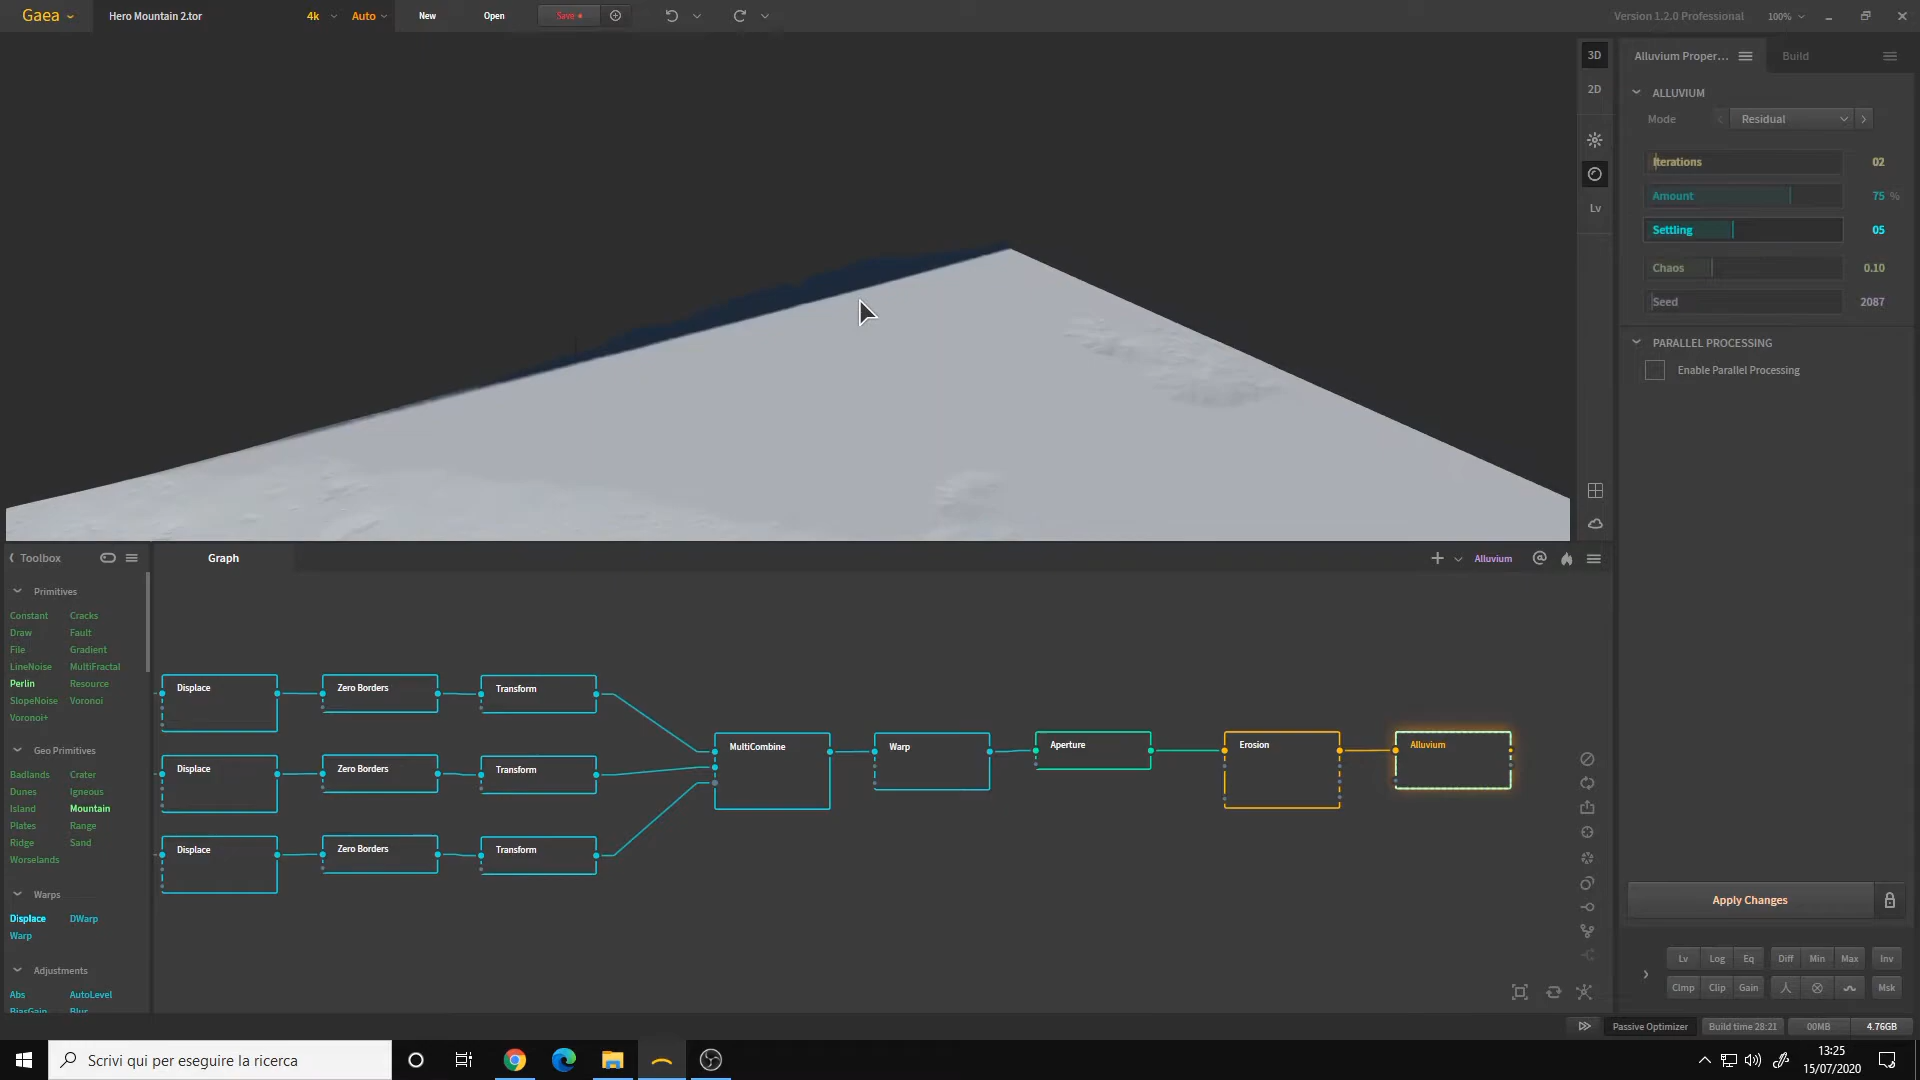 Gaea
Hero Mountain 2.tor
4k
Auto
New
Open
Save
Version 1.2.0 Professional
100%
3D
2D
Lv
Alluvium Proper...
Build
ALLUVIUM
Mode
Residual
Iterations
02
Amount
75 %
Settling
05
Chaos
0.10
Seed
2087
PARALLEL PROCESSING
Enable Parallel Processing
Toolbox
Graph
Alluvium
Primitives
Constant Cracks
Draw Fault
File Gradient
LineNoise MultiFractal
Perlin Resource
SlopeNoise Voronoi
Voronoi+
Geo Primitives
Badlands Crater
Dunes Igneous
Island Mountain
Plates Range
Ridge Sand
Worselands
Warps
Displace DWarp
Warp
Adjustments
Abs AutoLevel
BiasGain Blur
Displace
Zero Borders
Transform
Displace
Zero Borders
Transform
Displace
Zero Borders
Transform
MultiCombine
Warp
Aperture
Erosion
Alluvium
Apply Changes
Lv Log Eq Diff Min Max Inv
Clmp Clip Gain Msk
Passive Optimizer
Build time 28:21
00MB
4.76GB
Scrivi qui per eseguire la ricerca
13:25
15/07/2020